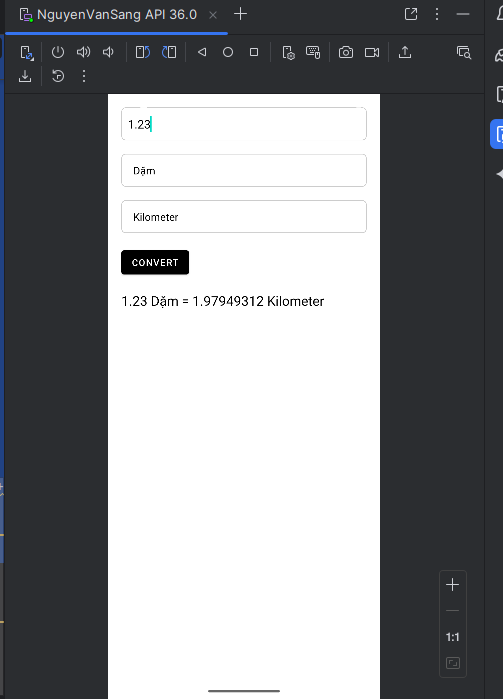 NguyenVanSang API 36.0
1.23
Dặm
Kilometer
CONVERT
1.23 Dặm = 1.97949312 Kilometer
1:1